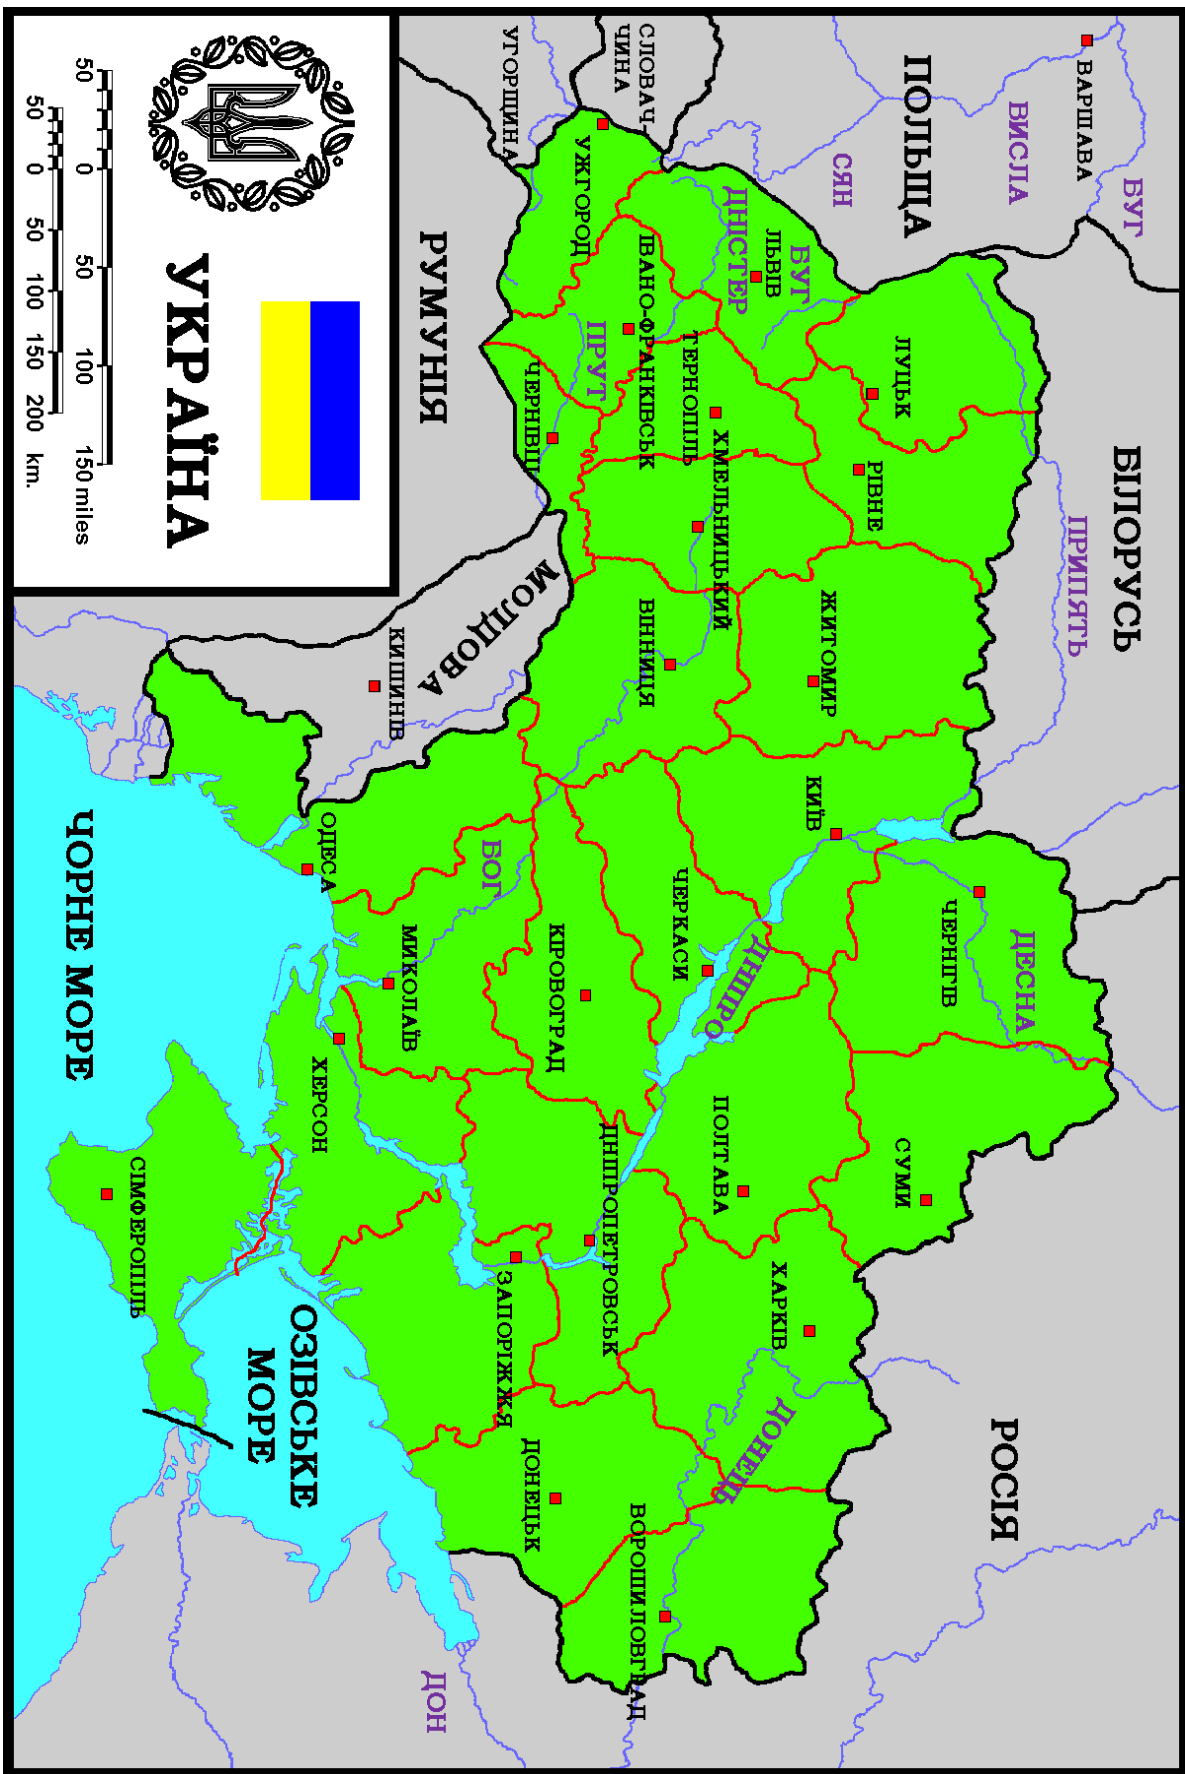 ВАРШАВА
БУГ
ВИСЛА
ПОЛЬЩА
СЯН
СЛОВАЧ-
ЧИНА
УГОРЩИНА
БІЛОРУСЬ
ПРИПЯТЬ
РОСІЯ
ДЕСНА
ЛУЦЬК
РІВНЕ
ЖИТОМИР
КИЇВ
ЧЕРНІГІВ
СУМИ
БУГ
ЛЬВІВ
ДНІСТЕР
ТЕРНОПІЛЬ
ХМЕЛЬНИЦЬКИЙ
ІВАНО-ФРАНКІВСЬК
УЖГОРОД
ПРУТ
ЧЕРНІВЦІ
ВІННИЦЯ
ЧЕРКАСИ
ДНІПРО
ПОЛТАВА
ХАРКІВ
ДОНЕЦЬ
ВОРОШИЛОВГРАД
ДНІПРОПЕТРОВСЬК
КІРОВОГРАД
ЗАПОРІЖЖЯ
ДОНЕЦЬК
БОГ
РУМУНІЯ
МОЛДОВА
КИШИНІВ
МИКОЛАЇВ
ОДЕСА
ХЕРСОН
ДОН
ОЗІВСЬКЕ
МОРЕ
СІМФЕРОПІЛЬ
ЧОРНЕ МОРЕ
УКРАЇНА
50 0 50 100 150 miles
50 0 50 100 150 200 km.